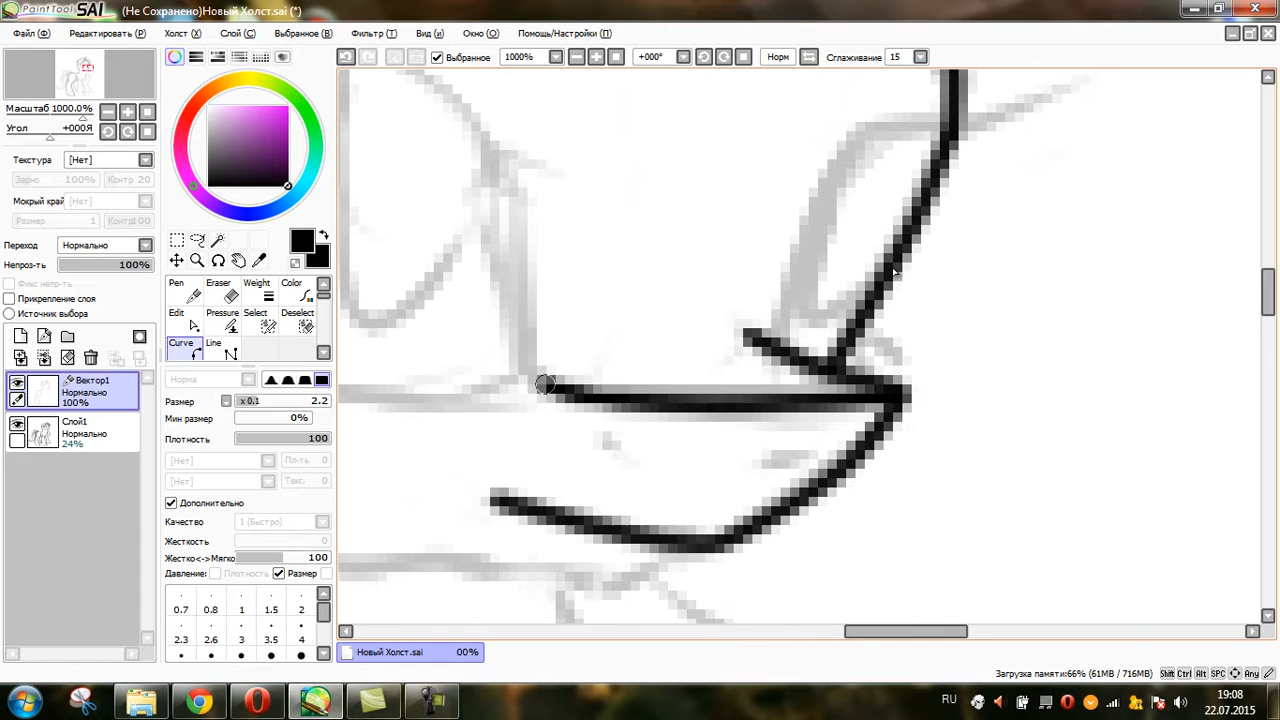 PaintTool SAI (Не Сохранено)Новый Холст.sai (*)
Файл (Ф) Редактировать (Р) Холст (X) Слой (С) Выбранное (В) Фильтр (T) Вид (и) Окно (О) Помощь/Настройки (П)
Выбранное 1000% +000° Норм Сглаживание 15
Масштаб 1000.0%
Угол +000Я
Текстура [Нет]
Зерно 100% Контр 20
Мокрый край [Нет]
Размер 1 Контр100
Переход Нормально
Непроз-ть 100%
Фикс непр-ть
Прикрепление слоя
Источник выбора
Вектор1
Нормально
100%
Слой1
Нормально
24%
Pen Eraser Weight Color
Edit Pressure Select Deselect
Curve Line
Норма
Размер x 0.1 2.2
Мин размер 0%
Плотность 100
[Нет] Пл-ть 0
[Нет] Текс. 0
Дополнительно
Качество 1 (Быстро)
Жесткость 0
Жестко<->Мягко 100
Давление: Плотность Размер
0.7 0.8 1 1.5 2
2.3 2.6 3 3.5 4
Новый Холст.sai 00%
Загрузка памяти:66% (61MB / 716MB) Shift Ctrl Alt SPC Any
RU 19:08
22.07.2015